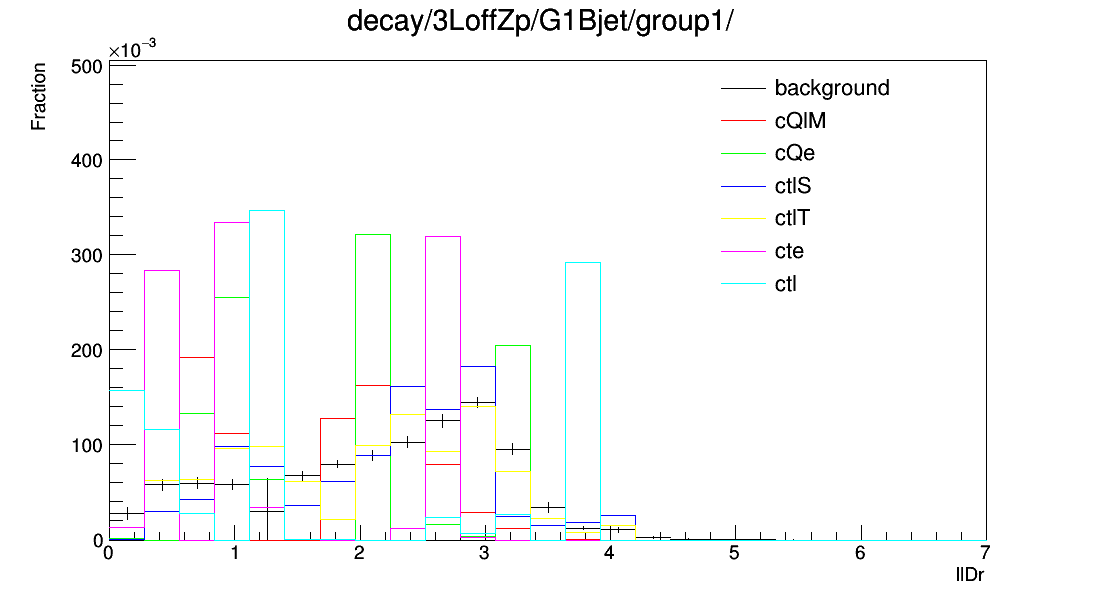 decay/3LoffZp/G1Bjet/group1/
×10⁻³
Fraction
500
400
300
200
100
0
background
cQlM
cQe
ctlS
ctlT
cte
ctl
0 1 2 3 4 5 6 7
llDr